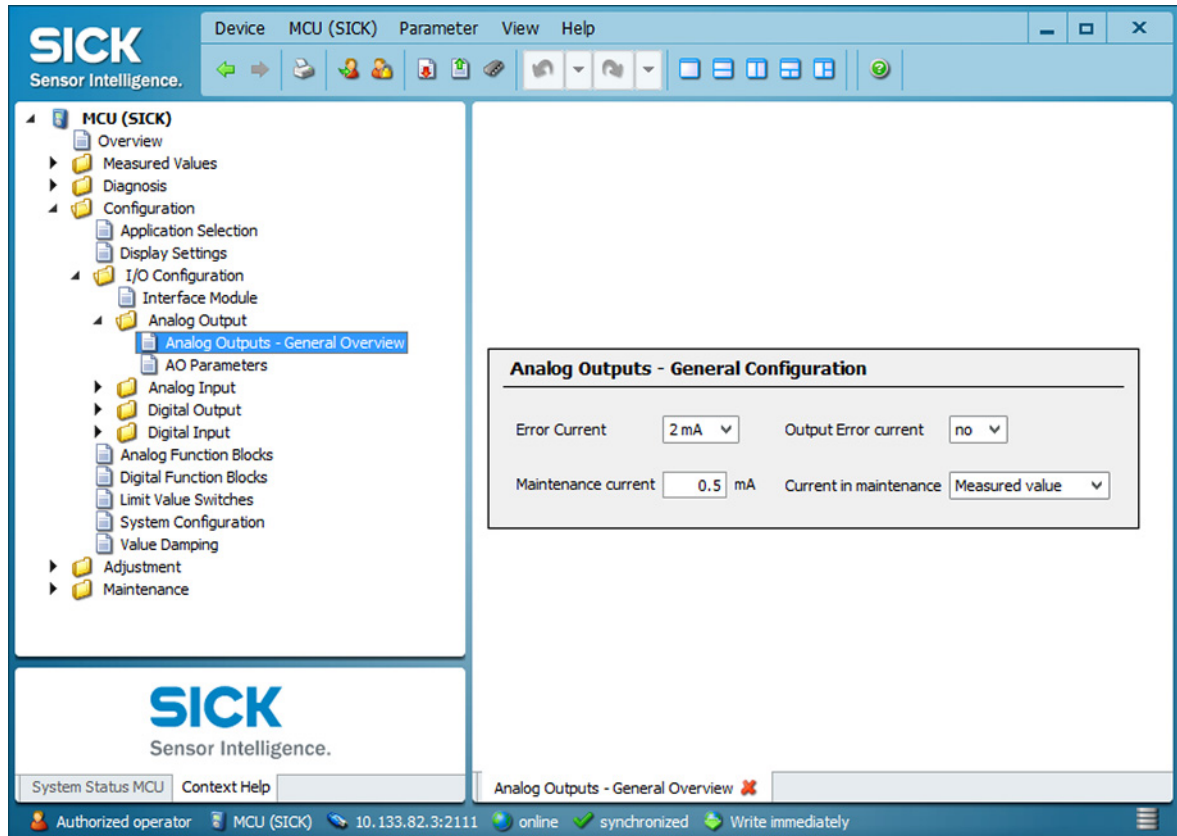 SICK
Sensor Intelligence.
Device MCU (SICK) Parameter View Help
MCU (SICK)
Overview
Measured Values
Diagnosis
Configuration
Application Selection
Display Settings
I/O Configuration
Interface Module
Analog Output
Analog Outputs - General Overview
AO Parameters
Analog Input
Digital Output
Digital Input
Analog Function Blocks
Digital Function Blocks
Limit Value Switches
System Configuration
Value Damping
Adjustment
Maintenance
SICK
Sensor Intelligence.
System Status MCU Context Help
Analog Outputs - General Configuration
Error Current 2 mA Output Error current no
Maintenance current 0.5 mA Current in maintenance Measured value
Analog Outputs - General Overview
Authorized operator MCU (SICK) 10.133.82.3:2111 online synchronized Write immediately